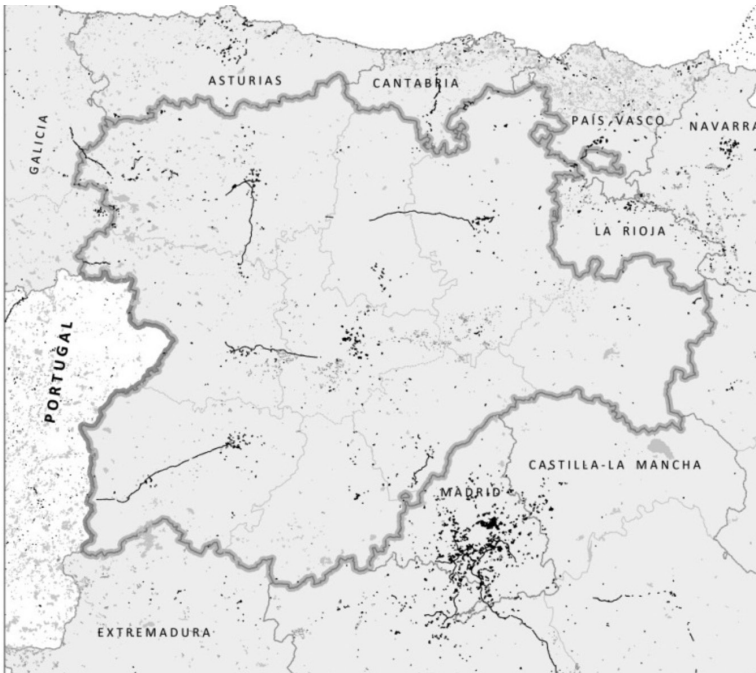 ASTURIAS
CANTABRIA
PAÍS VASCO
NAVARRA
GALICIA
LA RIOJA
PORTUGAL
CASTILLA-LA MANCHA
MADRID
EXTREMADURA